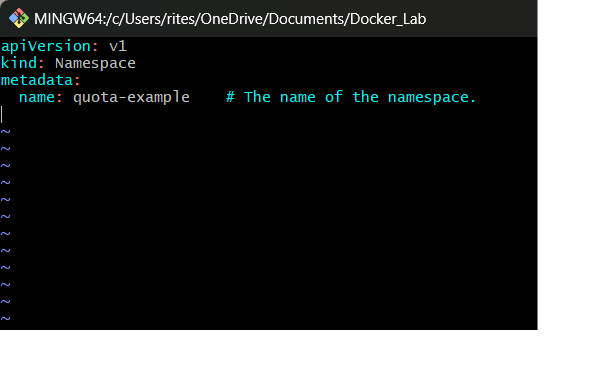 MINGW64:/c/Users/rites/OneDrive/Documents/Docker_Lab
apiVersion: v1
kind: Namespace
metadata:
  name: quota-example    # The name of the namespace.
~
~
~
~
~
~
~
~
~
~
~
~